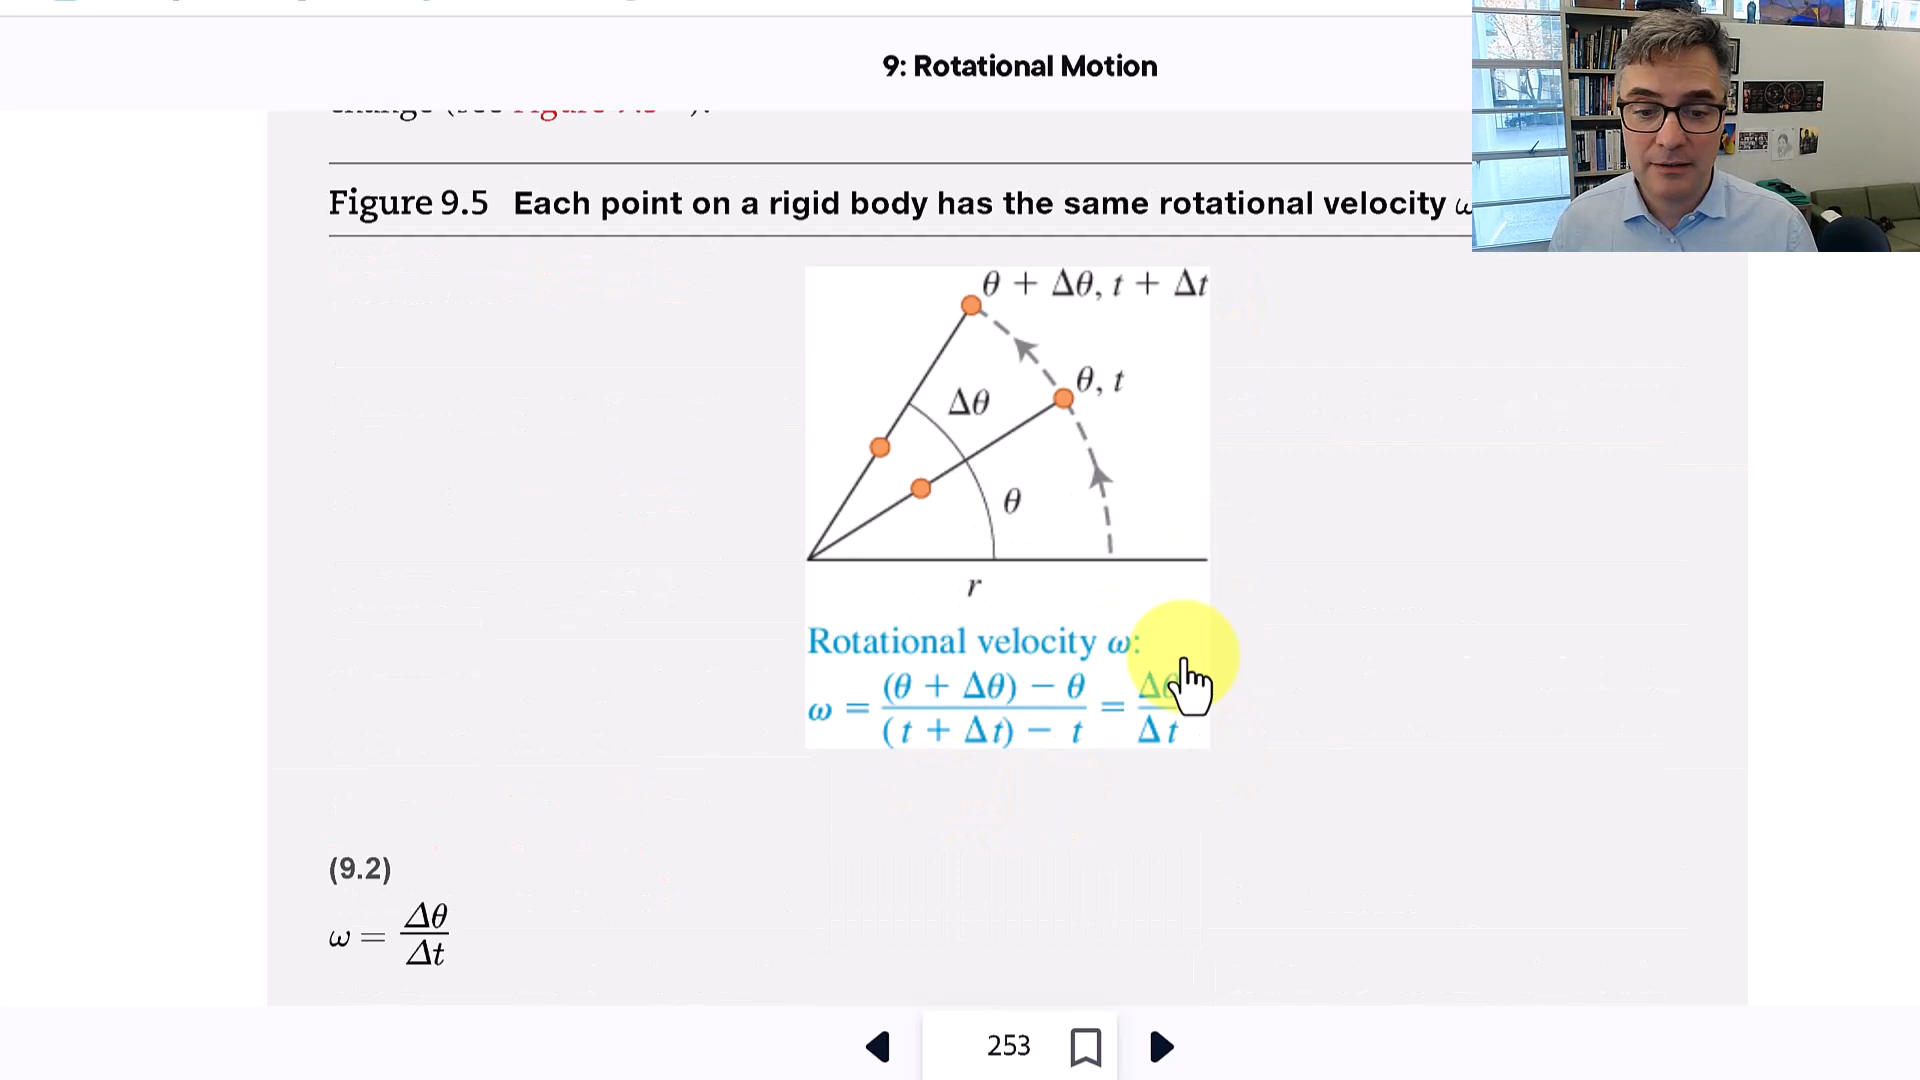 9: Rotational Motion
Figure 9.5 Each point on a rigid body has the same rotational velocity ω
θ + Δθ, t + Δt
θ, t
Δθ
θ
r
Rotational velocity ω:
ω = (θ + Δθ) − θ / (t + Δt) − t = Δθ / Δt
(9.2)
ω = Δθ / Δt
253